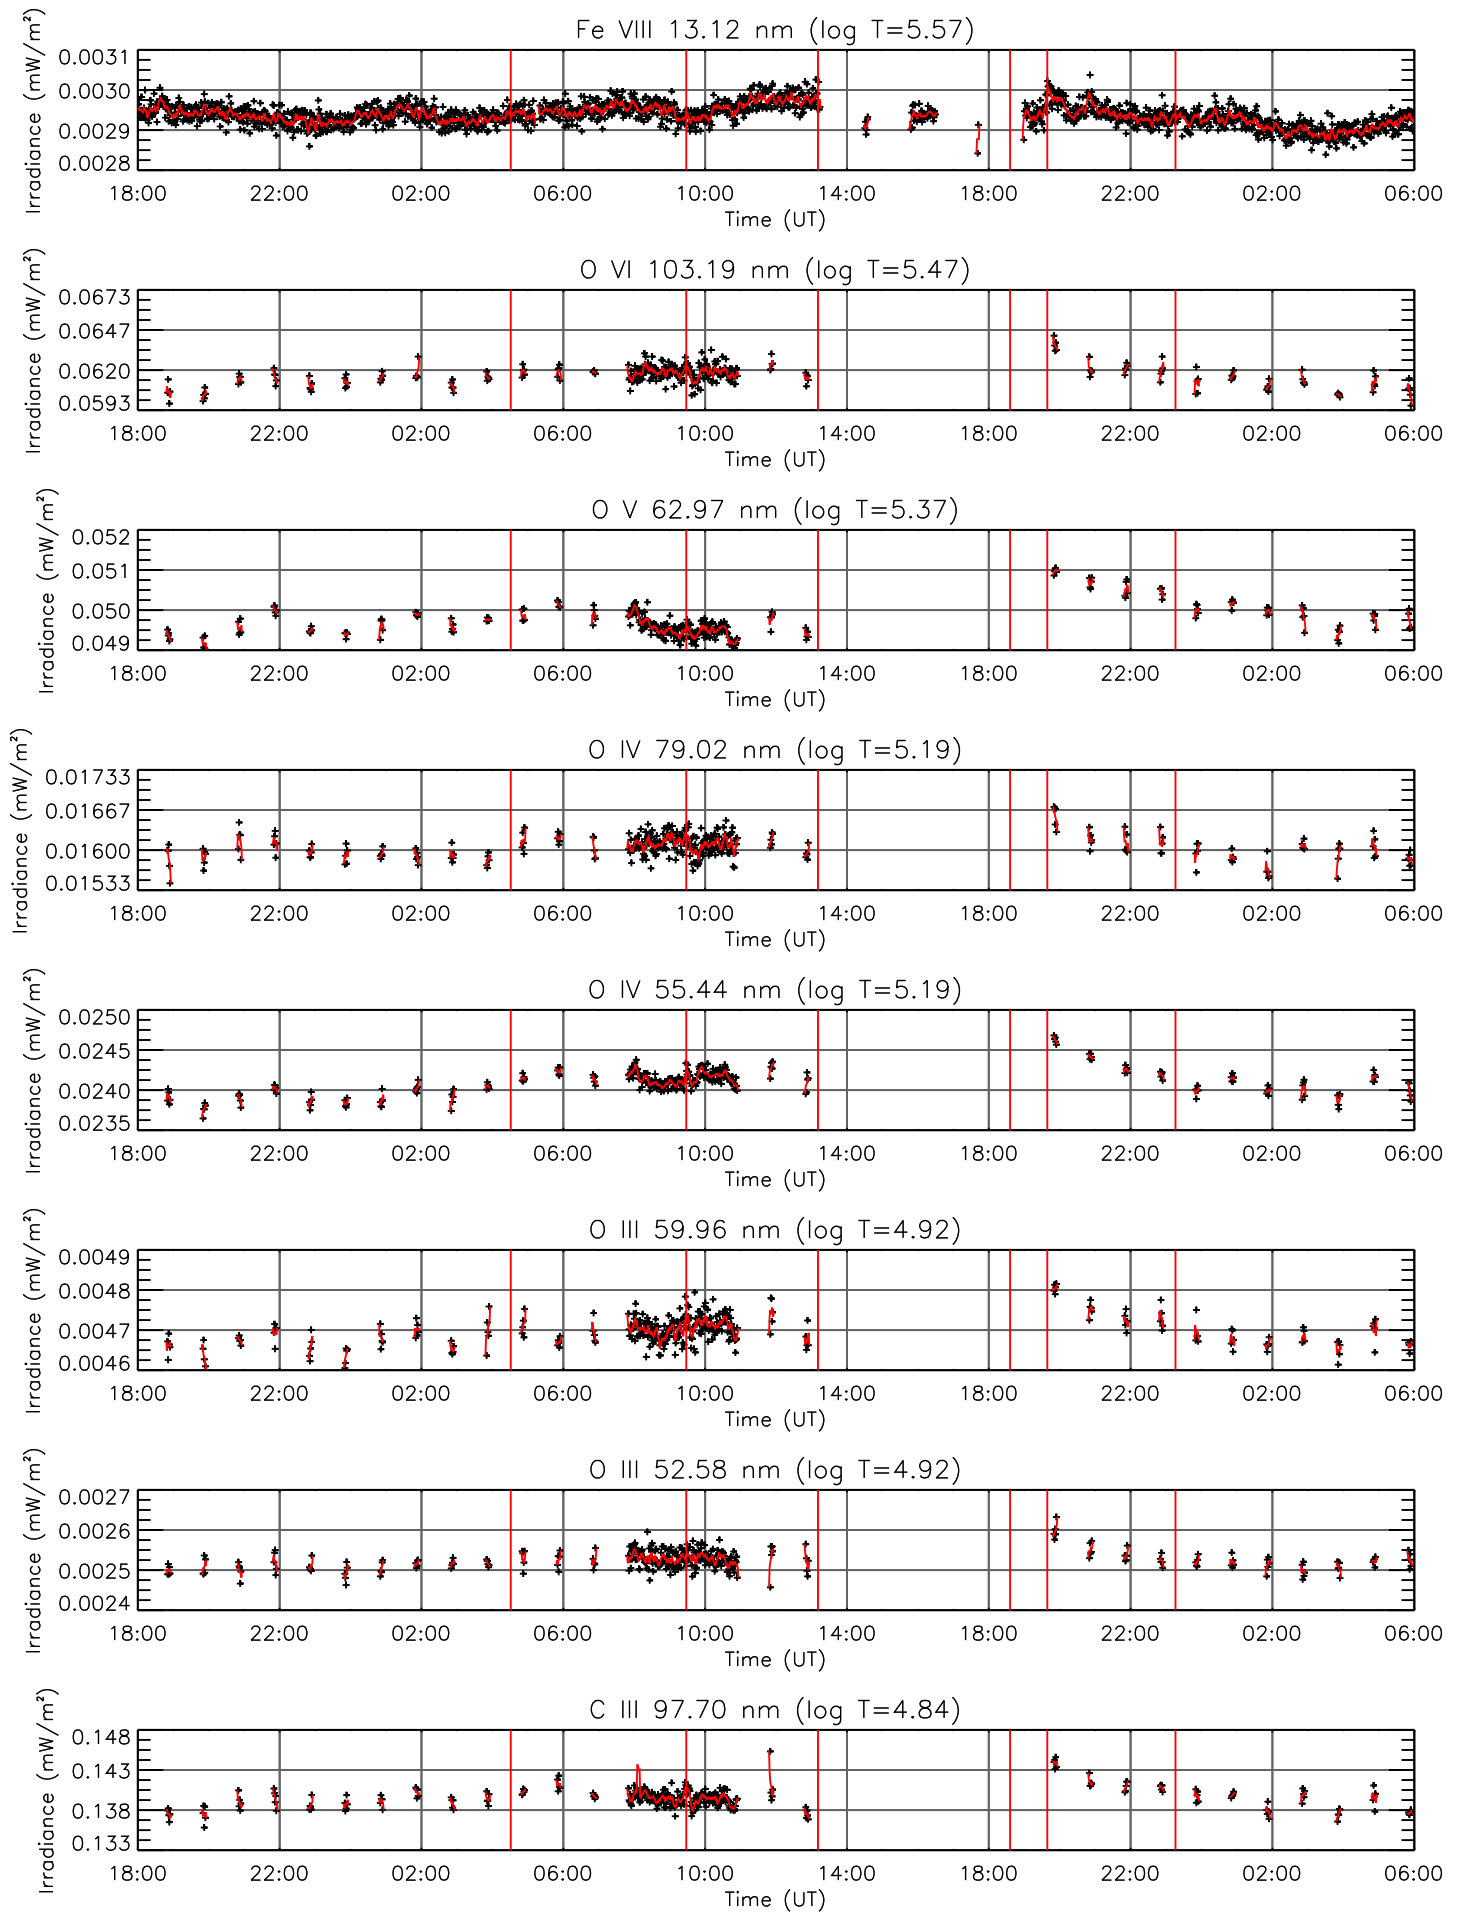 Fe VIII 13.12 nm (log T=5.57)
Irradiance (mW/m²)
0.0031
0.0030
0.0029
0.0028
18:00 22:00 02:00 06:00 10:00 14:00 18:00 22:00 02:00 06:00
Time (UT)
O VI 103.19 nm (log T=5.47)
Irradiance (mW/m²)
0.0673
0.0647
0.0620
0.0593
18:00 22:00 02:00 06:00 10:00 14:00 18:00 22:00 02:00 06:00
Time (UT)
O V 62.97 nm (log T=5.37)
Irradiance (mW/m²)
0.052
0.051
0.050
0.049
18:00 22:00 02:00 06:00 10:00 14:00 18:00 22:00 02:00 06:00
Time (UT)
O IV 79.02 nm (log T=5.19)
Irradiance (mW/m²)
0.01733
0.01667
0.01600
0.01533
18:00 22:00 02:00 06:00 10:00 14:00 18:00 22:00 02:00 06:00
Time (UT)
O IV 55.44 nm (log T=5.19)
Irradiance (mW/m²)
0.0250
0.0245
0.0240
0.0235
18:00 22:00 02:00 06:00 10:00 14:00 18:00 22:00 02:00 06:00
Time (UT)
O III 59.96 nm (log T=4.92)
Irradiance (mW/m²)
0.0049
0.0048
0.0047
0.0046
18:00 22:00 02:00 06:00 10:00 14:00 18:00 22:00 02:00 06:00
Time (UT)
O III 52.58 nm (log T=4.92)
Irradiance (mW/m²)
0.0027
0.0026
0.0025
0.0024
18:00 22:00 02:00 06:00 10:00 14:00 18:00 22:00 02:00 06:00
Time (UT)
C III 97.70 nm (log T=4.84)
Irradiance (mW/m²)
0.148
0.143
0.138
0.133
18:00 22:00 02:00 06:00 10:00 14:00 18:00 22:00 02:00 06:00
Time (UT)